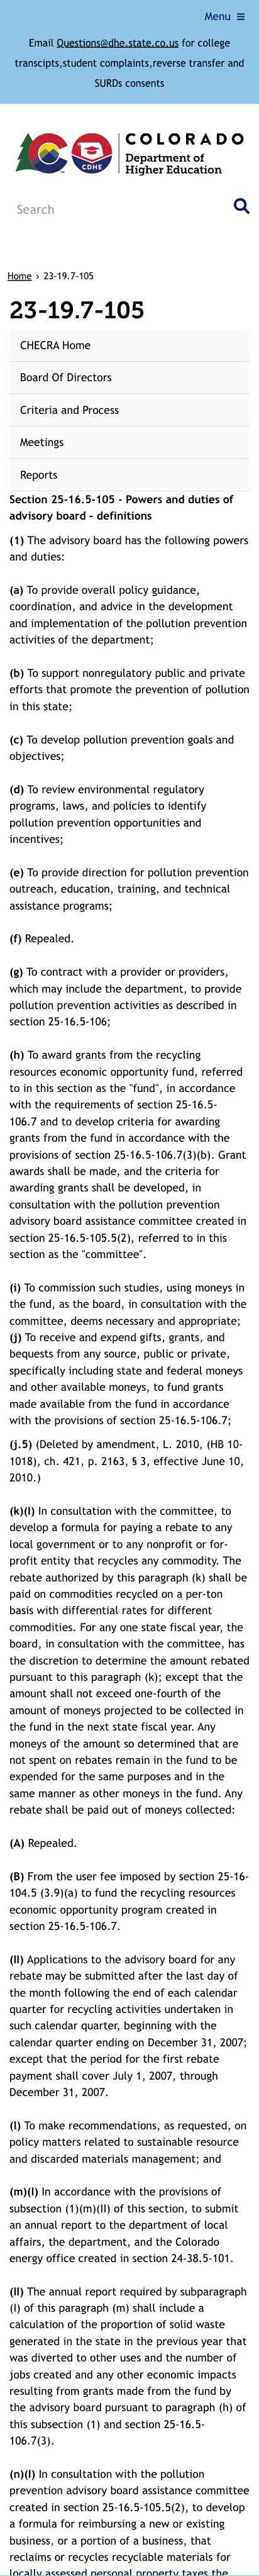 Menu ≡
Email Questions@dhe.state.co.us for college
transcipts,student complaints,reverse transfer and
SURDs consents
COLORADO
Department of
Higher Education
CDHE
Search
Home › 23-19.7-105
23-19.7-105
CHECRA Home
Board Of Directors
Criteria and Process
Meetings
Reports
Section 25-16.5-105 - Powers and duties of
advisory board - definitions
(1) The advisory board has the following powers
and duties:
(a) To provide overall policy guidance,
coordination, and advice in the development
and implementation of the pollution prevention
activities of the department;
(b) To support nonregulatory public and private
efforts that promote the prevention of pollution
in this state;
(c) To develop pollution prevention goals and
objectives;
(d) To review environmental regulatory
programs, laws, and policies to identify
pollution prevention opportunities and
incentives;
(e) To provide direction for pollution prevention
outreach, education, training, and technical
assistance programs;
(f) Repealed.
(g) To contract with a provider or providers,
which may include the department, to provide
pollution prevention activities as described in
section 25-16.5-106;
(h) To award grants from the recycling
resources economic opportunity fund, referred
to in this section as the "fund", in accordance
with the requirements of section 25-16.5-
106.7 and to develop criteria for awarding
grants from the fund in accordance with the
provisions of section 25-16.5-106.7(3)(b). Grant
awards shall be made, and the criteria for
awarding grants shall be developed, in
consultation with the pollution prevention
advisory board assistance committee created in
section 25-16.5-105.5(2), referred to in this
section as the "committee".
(i) To commission such studies, using moneys in
the fund, as the board, in consultation with the
committee, deems necessary and appropriate;
(j) To receive and expend gifts, grants, and
bequests from any source, public or private,
specifically including state and federal moneys
and other available moneys, to fund grants
made available from the fund in accordance
with the provisions of section 25-16.5-106.7;
(j.5) (Deleted by amendment, L. 2010, (HB 10-
1018), ch. 421, p. 2163, § 3, effective June 10,
2010.)
(k)(I) In consultation with the committee, to
develop a formula for paying a rebate to any
local government or to any nonprofit or for-
profit entity that recycles any commodity. The
rebate authorized by this paragraph (k) shall be
paid on commodities recycled on a per-ton
basis with differential rates for different
commodities. For any one state fiscal year, the
board, in consultation with the committee, has
the discretion to determine the amount rebated
pursuant to this paragraph (k); except that the
amount shall not exceed one-fourth of the
amount of moneys projected to be collected in
the fund in the next state fiscal year. Any
moneys of the amount so determined that are
not spent on rebates remain in the fund to be
expended for the same purposes and in the
same manner as other moneys in the fund. Any
rebate shall be paid out of moneys collected:
(A) Repealed.
(B) From the user fee imposed by section 25-16-
104.5 (3.9)(a) to fund the recycling resources
economic opportunity program created in
section 25-16.5-106.7.
(II) Applications to the advisory board for any
rebate may be submitted after the last day of
the month following the end of each calendar
quarter for recycling activities undertaken in
such calendar quarter, beginning with the
calendar quarter ending on December 31, 2007;
except that the period for the first rebate
payment shall cover July 1, 2007, through
December 31, 2007.
(l) To make recommendations, as requested, on
policy matters related to sustainable resource
and discarded materials management; and
(m)(I) In accordance with the provisions of
subsection (1)(m)(II) of this section, to submit
an annual report to the department of local
affairs, the department, and the Colorado
energy office created in section 24-38.5-101.
(II) The annual report required by subparagraph
(I) of this paragraph (m) shall include a
calculation of the proportion of solid waste
generated in the state in the previous year that
was diverted to other uses and the number of
jobs created and any other economic impacts
resulting from grants made from the fund by
the advisory board pursuant to paragraph (h) of
this subsection (1) and section 25-16.5-
106.7(3).
(n)(I) In consultation with the pollution
prevention advisory board assistance committee
created in section 25-16.5-105.5(2), to develop
a formula for reimbursing a new or existing
business, or a portion of a business, that
reclaims or recycles recyclable materials for
locally assessed personal property taxes the